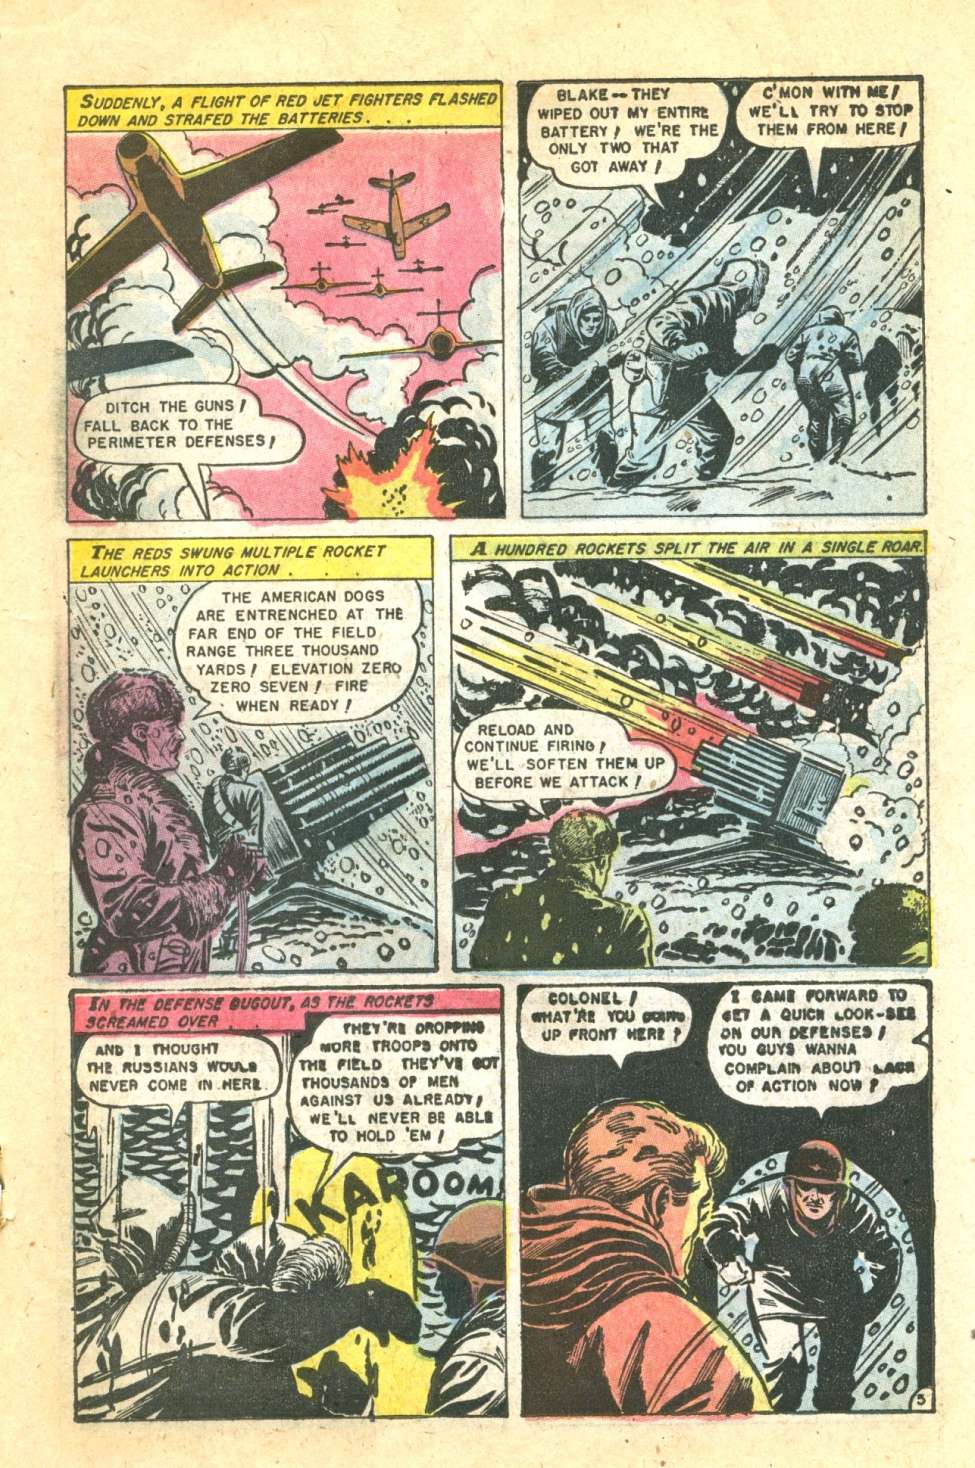 SUDDENLY, A FLIGHT OF RED JET FIGHTERS FLASHED
DOWN AND STRAFED THE BATTERIES. . . .
DITCH THE GUNS!
FALL BACK TO THE
PERIMETER DEFENSES!
BLAKE-- THEY
WIPED OUT MY ENTIRE
BATTERY! WE'RE THE
ONLY TWO THAT
GOT AWAY!
C'MON WITH ME!
WE'LL TRY TO STOP
THEM FROM HERE!
THE REDS SWUNG MULTIPLE ROCKET
LAUNCHERS INTO ACTION . . . .
THE AMERICAN DOGS
ARE ENTRENCHED AT THE
FAR END OF THE FIELD
RANGE THREE THOUSAND
YARDS! ELEVATION ZERO
ZERO SEVEN! FIRE
WHEN READY!
A HUNDRED ROCKETS SPLIT THE AIR IN A SINGLE ROAR.
RELOAD AND
CONTINUE FIRING!
WE'LL SOFTEN THEM UP
BEFORE WE ATTACK!
IN THE DEFENSE DUGOUT, AS THE ROCKETS
SCREAMED OVER . . .
AND I THOUGHT
THE RUSSIANS WOULD
NEVER COME IN HERE.
THEY'RE DROPPING
MORE TROOPS ONTO
THE FIELD THEY'VE GOT
THOUSANDS OF MEN
AGAINST US ALREADY!
WE'LL NEVER BE ABLE
TO HOLD 'EM!
KAROOM!
COLONEL!
WHAT'RE YOU DOING
UP FRONT HERE?
I CAME FORWARD TO
GET A QUICK LOOK-SEE
ON OUR DEFENSES!
YOU GUYS WANNA
COMPLAIN ABOUT LACK
OF ACTION NOW?
5